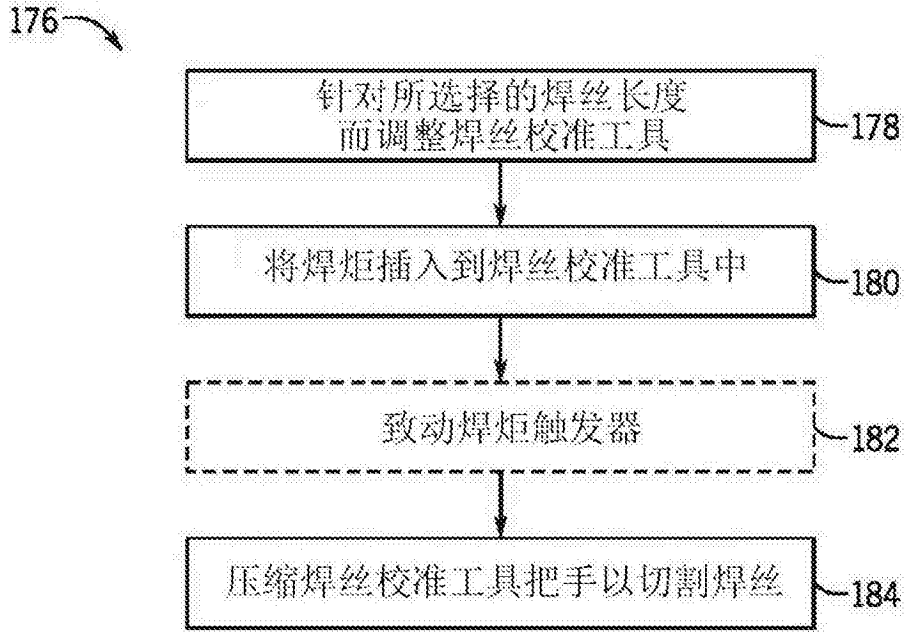 176
针对所选择的焊丝长度
而调整焊丝校准工具
178
将焊炬插入到焊丝校准工具中
180
致动焊炬触发器
182
压缩焊丝校准工具把手以切割焊丝
184